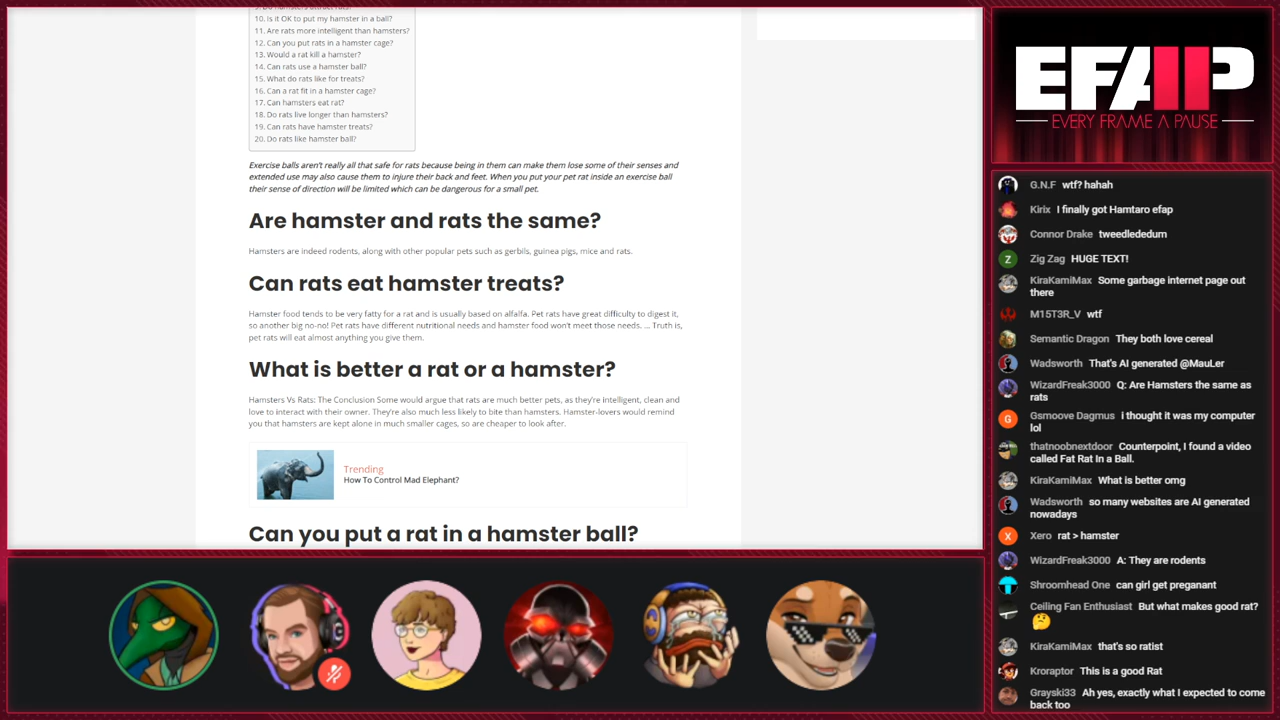 10. Is it OK to put my hamster in a ball?
11. Are rats more intelligent than hamsters?
12. Can you put rats in a hamster cage?
13. Would a rat kill a hamster?
14. Can rats use a hamster ball?
15. What do rats like for treats?
16. Can a rat fit in a hamster cage?
17. Can hamsters eat rat?
18. Do rats live longer than hamsters?
19. Can rats have hamster treats?
20. Do rats like hamster ball?
Exercise balls aren't really all that safe for rats because being in them can make them lose some of their senses and
extended use may also cause them to injure their back and feet. When you put your pet rat inside an exercise ball
their sense of direction will be limited which can be dangerous for a small pet.
Are hamster and rats the same?
Hamsters are indeed rodents, along with other popular pets such as gerbils, guinea pigs, mice and rats.
Can rats eat hamster treats?
Hamster food tends to be very fatty for a rat and is usually based on alfalfa. Pet rats have great difficulty to digest it,
so another big no-no! Pet rats have different nutritional needs and hamster food won't meet those needs. ... Truth is,
pet rats will eat almost anything you give them.
What is better a rat or a hamster?
Hamsters Vs Rats: The Conclusion Some would argue that rats are much better pets, as they're intelligent, clean and
love to interact with their owner. They're also much less likely to bite than hamsters. Hamster-lovers would remind
you that hamsters are kept alone in much smaller cages, so are cheaper to look after.
Trending
How To Control Mad Elephant?
Can you put a rat in a hamster ball?
EFAP
EVERY FRAME A PAUSE
G.N.F wtf? hahah
Kirix I finally got Hamtaro efap
Connor Drake tweedlededum
Z
Zig Zag HUGE TEXT!
KiraKamiMax Some garbage internet page out
there
M15T3R_V wtf
Semantic Dragon They both love cereal
Wadsworth That's AI generated @MauLer
WizardFreak3000 Q: Are Hamsters the same as
rats
G
Gsmoove Dagmus i thought it was my computer
lol
thatnoobnextdoor Counterpoint, I found a video
called Fat Rat In a Ball.
KiraKamiMax What is better omg
Wadsworth so many websites are AI generated
nowadays
X
Xero rat > hamster
WizardFreak3000 A: They are rodents
Shroomhead One can girl get preganant
Ceiling Fan Enthusiast But what makes good rat?
KiraKamiMax that's so ratist
Kroraptor This is a good Rat
Grayski33 Ah yes, exactly what I expected to come
back too